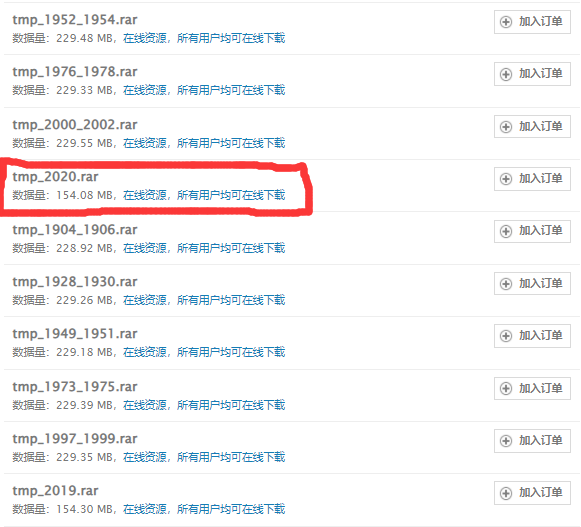 tmp_1952_1954.rar
数据量：229.48 MB，在线资源，所有用户均可在线下载
加入订单
tmp_1976_1978.rar
数据量：229.33 MB，在线资源，所有用户均可在线下载
加入订单
tmp_2000_2002.rar
数据量：229.55 MB，在线资源，所有用户均可在线下载
加入订单
tmp_2020.rar
数据量：154.08 MB，在线资源，所有用户均可在线下载
加入订单
tmp_1904_1906.rar
数据量：228.92 MB，在线资源，所有用户均可在线下载
加入订单
tmp_1928_1930.rar
数据量：229.26 MB，在线资源，所有用户均可在线下载
加入订单
tmp_1949_1951.rar
数据量：229.18 MB，在线资源，所有用户均可在线下载
加入订单
tmp_1973_1975.rar
数据量：229.39 MB，在线资源，所有用户均可在线下载
加入订单
tmp_1997_1999.rar
数据量：229.35 MB，在线资源，所有用户均可在线下载
加入订单
tmp_2019.rar
数据量：154.30 MB，在线资源，所有用户均可在线下载
加入订单